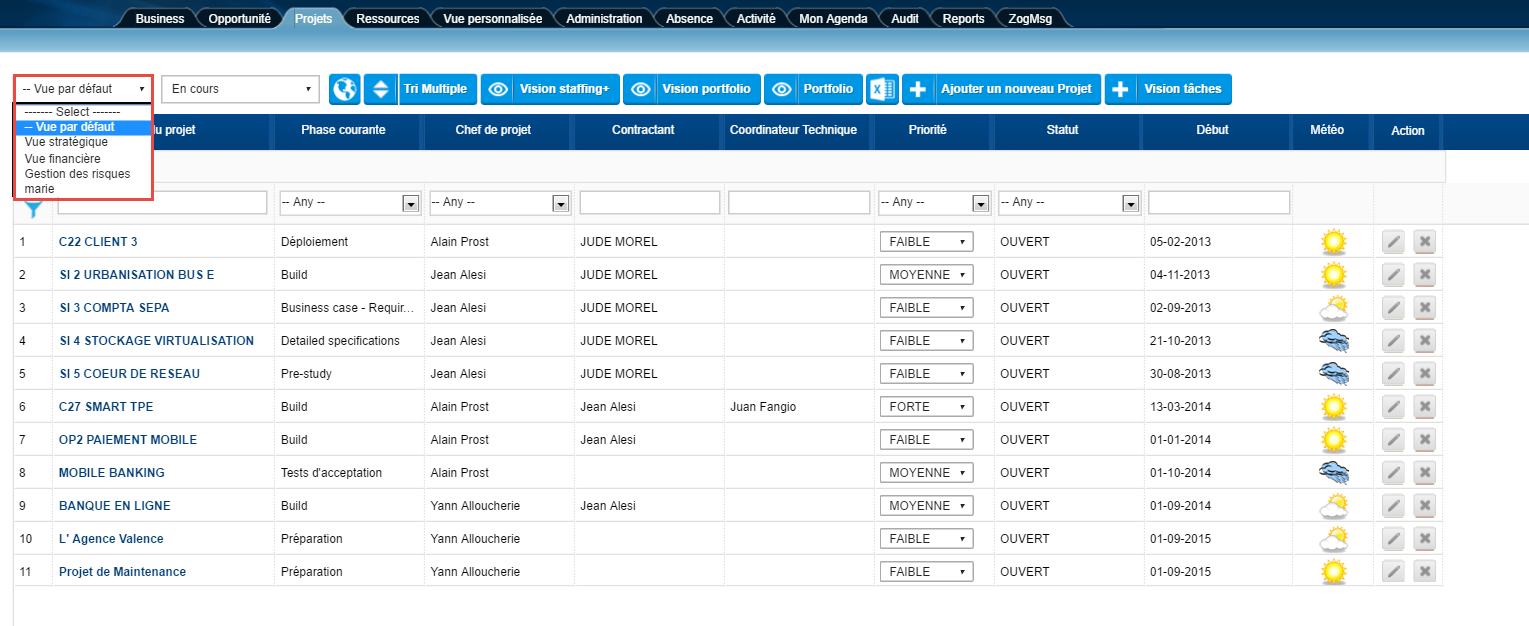 Business Opportunité Projets Ressources Vue personnalisée Administration Absence Activité Mon Agenda Audit Reports ZogMsg
-- Vue par défaut En cours Tri Multiple Vision staffing+ Vision portfolio Portfolio Ajouter un nouveau Projet Vision tâches
------- Select -------
-- Vue par défaut
Vue stratégique
Vue financière
Gestion des risques
marie
du projet Phase courante Chef de projet Contractant Coordinateur Technique Priorité Statut Début Météo Action
-- Any -- -- Any -- -- Any -- -- Any --
1 C22 CLIENT 3 Déploiement Alain Prost JUDE MOREL FAIBLE OUVERT 05-02-2013
2 SI 2 URBANISATION BUS E Build Jean Alesi JUDE MOREL MOYENNE OUVERT 04-11-2013
3 SI 3 COMPTA SEPA Business case - Requir... Jean Alesi JUDE MOREL FAIBLE OUVERT 02-09-2013
4 SI 4 STOCKAGE VIRTUALISATION Detailed specifications Jean Alesi JUDE MOREL FAIBLE OUVERT 21-10-2013
5 SI 5 COEUR DE RESEAU Pre-study Jean Alesi JUDE MOREL FAIBLE OUVERT 30-08-2013
6 C27 SMART TPE Build Alain Prost Jean Alesi Juan Fangio FORTE OUVERT 13-03-2014
7 OP2 PAIEMENT MOBILE Build Alain Prost Jean Alesi FAIBLE OUVERT 01-01-2014
8 MOBILE BANKING Tests d'acceptation Alain Prost MOYENNE OUVERT 01-10-2014
9 BANQUE EN LIGNE Build Yann Alloucherie Jean Alesi MOYENNE OUVERT 01-09-2014
10 L' Agence Valence Préparation Yann Alloucherie FAIBLE OUVERT 01-09-2015
11 Projet de Maintenance Préparation Yann Alloucherie FAIBLE OUVERT 01-09-2015